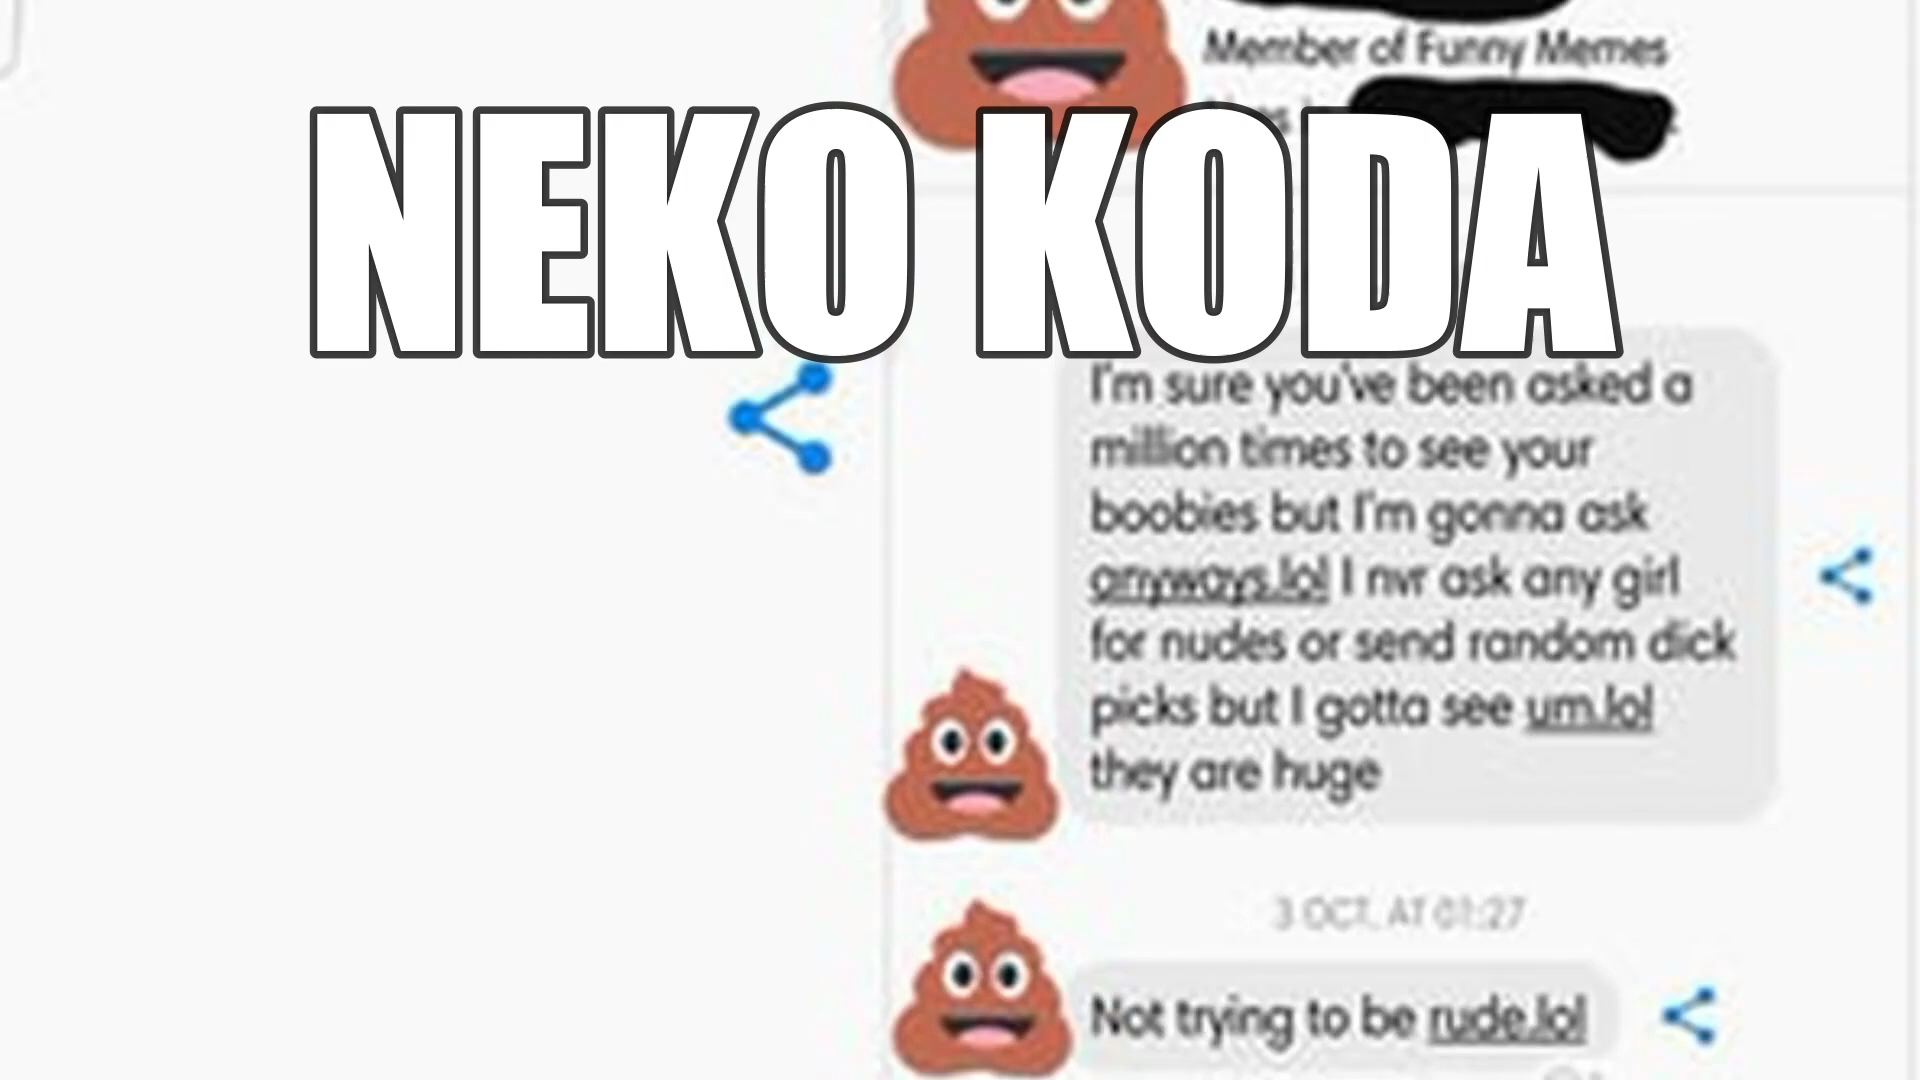 Member of Funny Memes
NEKO KODA
I'm sure you've been asked a
million times to see your
boobies but I'm gonna ask
anyways.lol I nvr ask any girl
for nudes or send random dick
picks but I gotta see um.lol
they are huge
3 OCT. AT 01:27
Not trying to be rude.lol